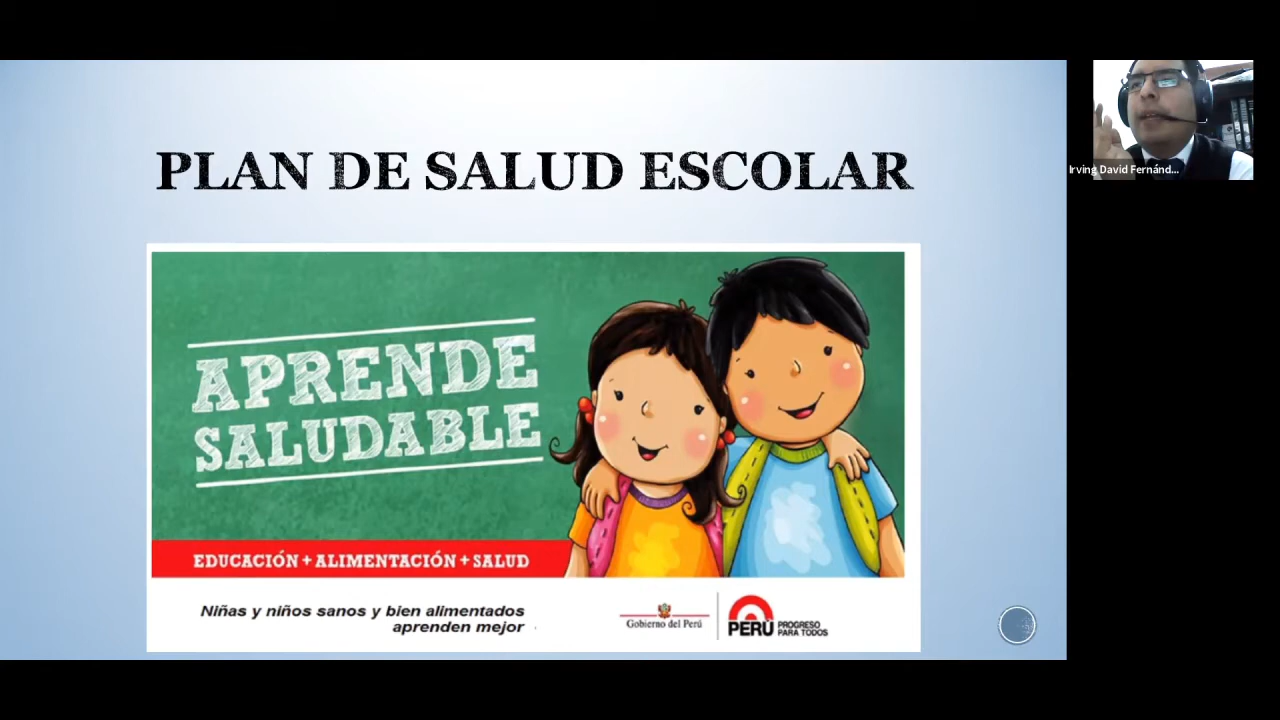 PLAN DE SALUD ESCOLAR
APRENDE
SALUDABLE
EDUCACIÓN + ALIMENTACIÓN + SALUD
Niñas y niños sanos y bien alimentados
aprenden mejor
Gobierno del Perú
PERÚ PROGRESO
PARA TODOS
Irving David Fernánd...